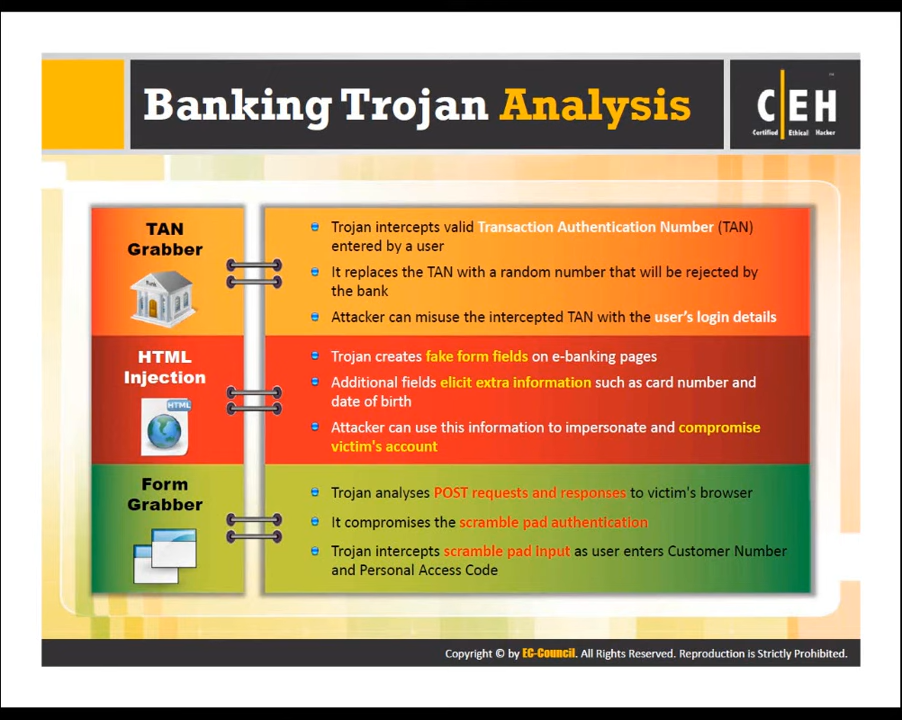 Banking Trojan Analysis
CEH
Certified Ethical Hacker
TAN
Grabber
Bank
Trojan intercepts valid Transaction Authentication Number (TAN)
entered by a user
It replaces the TAN with a random number that will be rejected by
the bank
Attacker can misuse the intercepted TAN with the user's login details
HTML
Injection
HTML
Trojan creates fake form fields on e-banking pages
Additional fields elicit extra information such as card number and
date of birth
Attacker can use this information to impersonate and compromise
victim's account
Form
Grabber
Trojan analyses POST requests and responses to victim's browser
It compromises the scramble pad authentication
Trojan intercepts scramble pad input as user enters Customer Number
and Personal Access Code
Copyright © by EC-Council. All Rights Reserved. Reproduction is Strictly Prohibited.